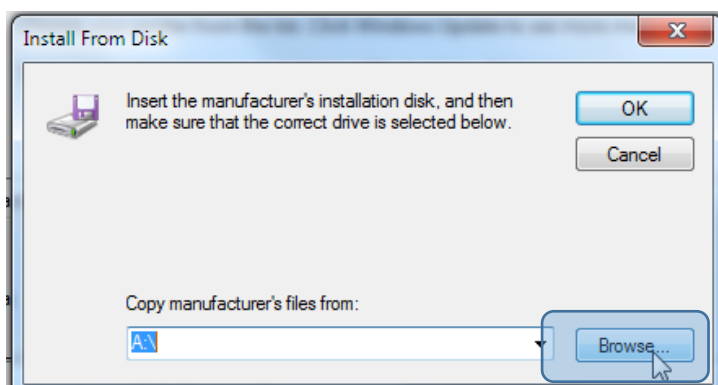 Install From Disk
Insert the manufacturer's installation disk, and then
make sure that the correct drive is selected below.
OK
Cancel
Copy manufacturer's files from:
A:\
Browse...